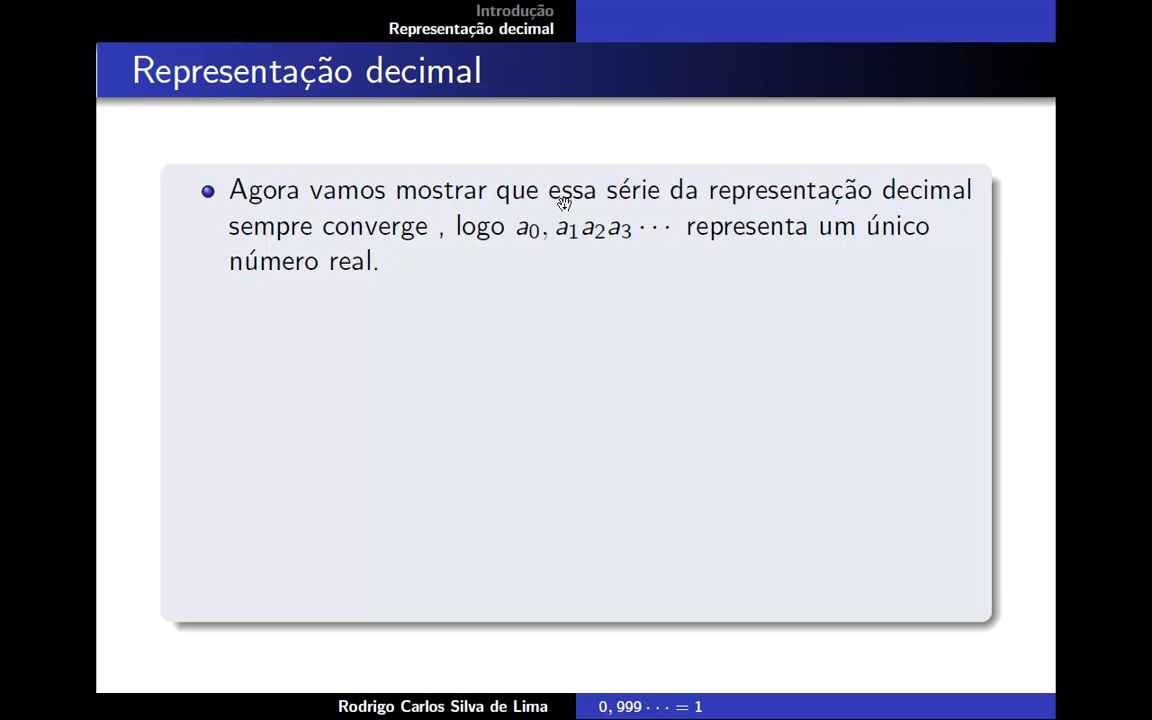 Introdução
Representação decimal
Representação decimal
Agora vamos mostrar que essa série da representação decimal
sempre converge , logo a₀, a₁a₂a₃ · · · representa um único
número real.
Rodrigo Carlos Silva de Lima
0, 999 · · · = 1